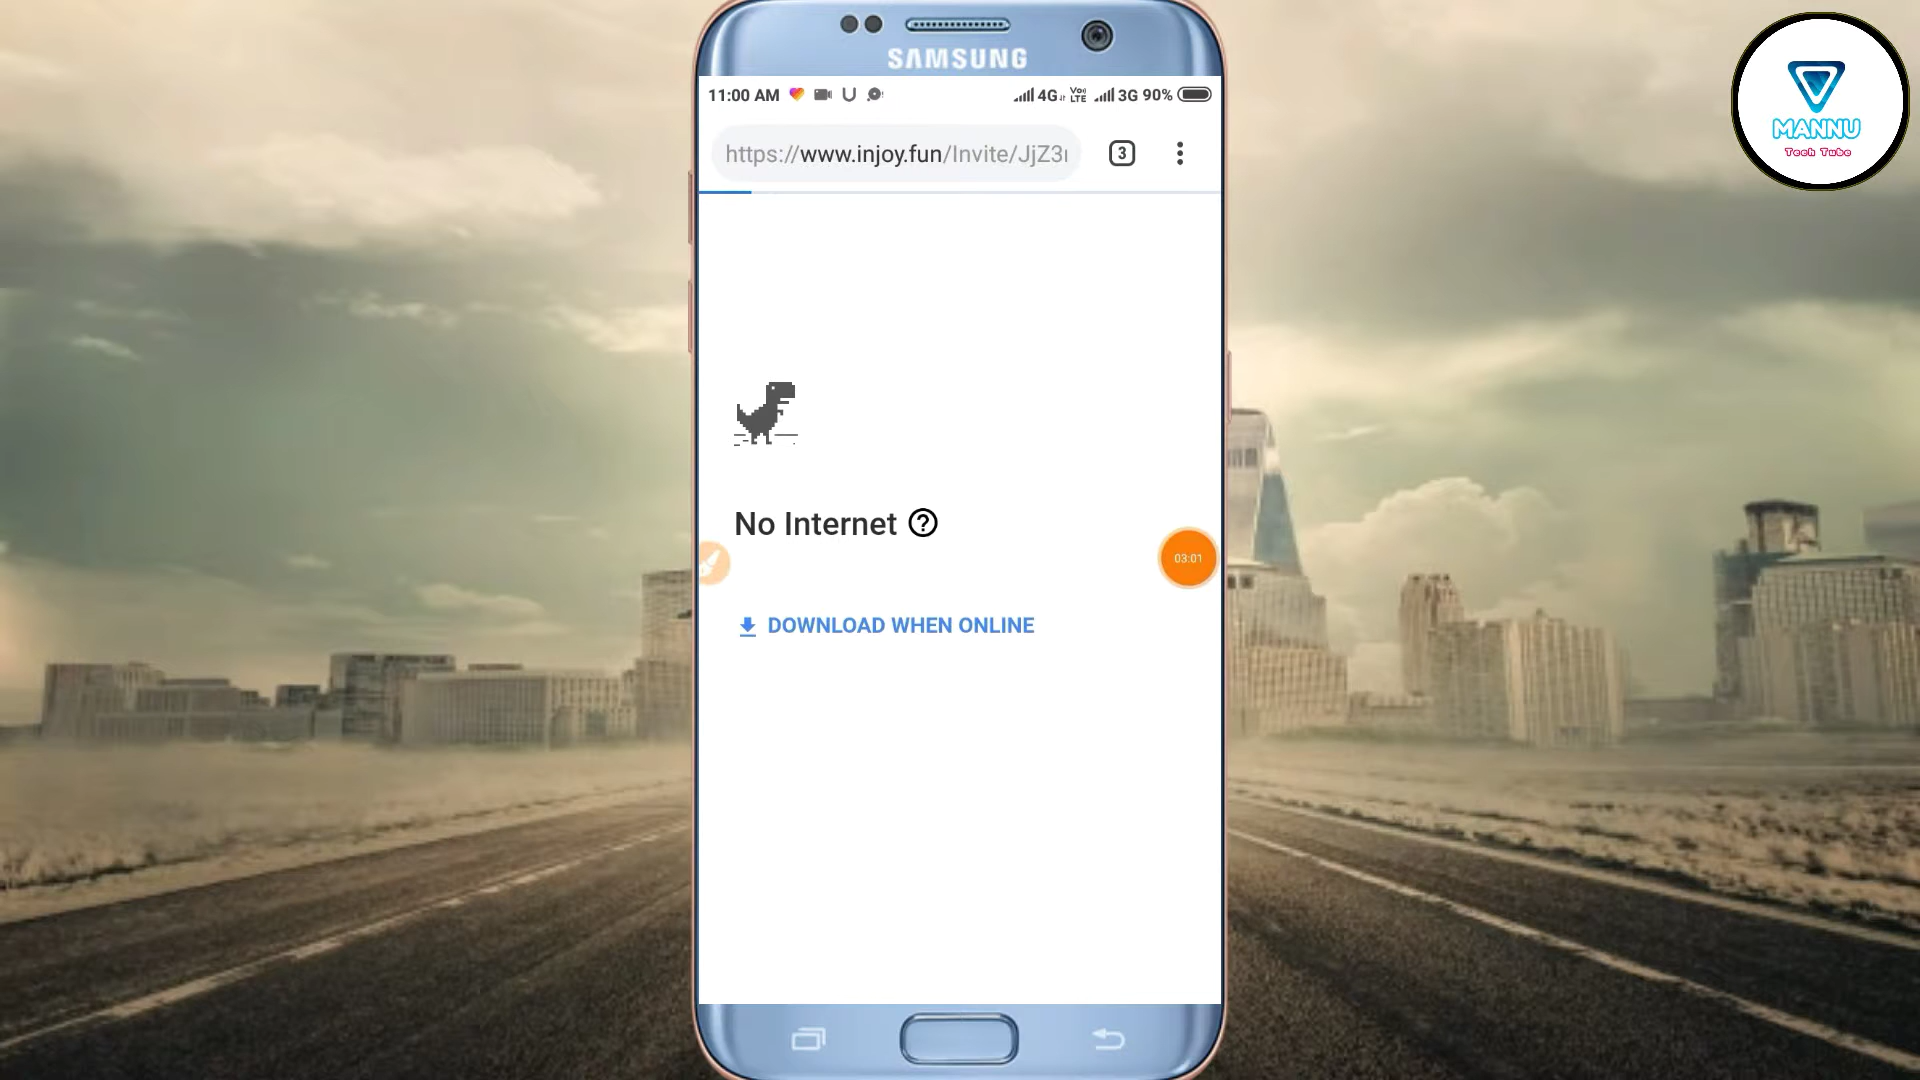 SAMSUNG
11:00 AM
4G VoLTE 3G 90%
https://www.injoy.fun/Invite/JjZ3
3
MANNU
Tech Tube
No Internet ?
03:01
DOWNLOAD WHEN ONLINE